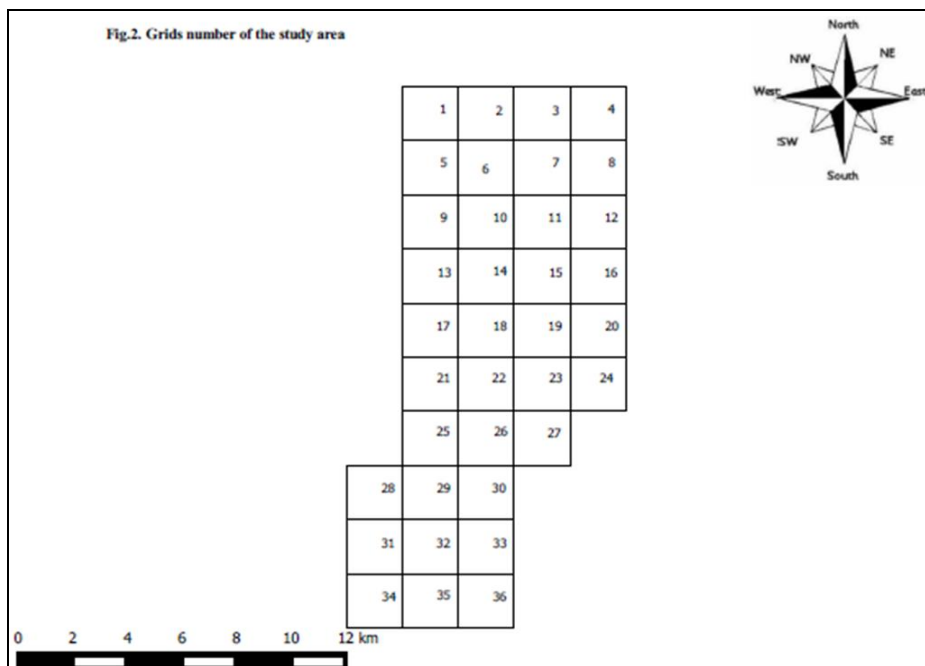 Fig.2. Grids number of the study area
North
NW NE
West East
SW SE
South
1 2 3 4
5 6 7 8
9 10 11 12
13 14 15 16
17 18 19 20
21 22 23 24
25 26 27
28 29 30
31 32 33
34 35 36
0 2 4 6 8 10 12 km